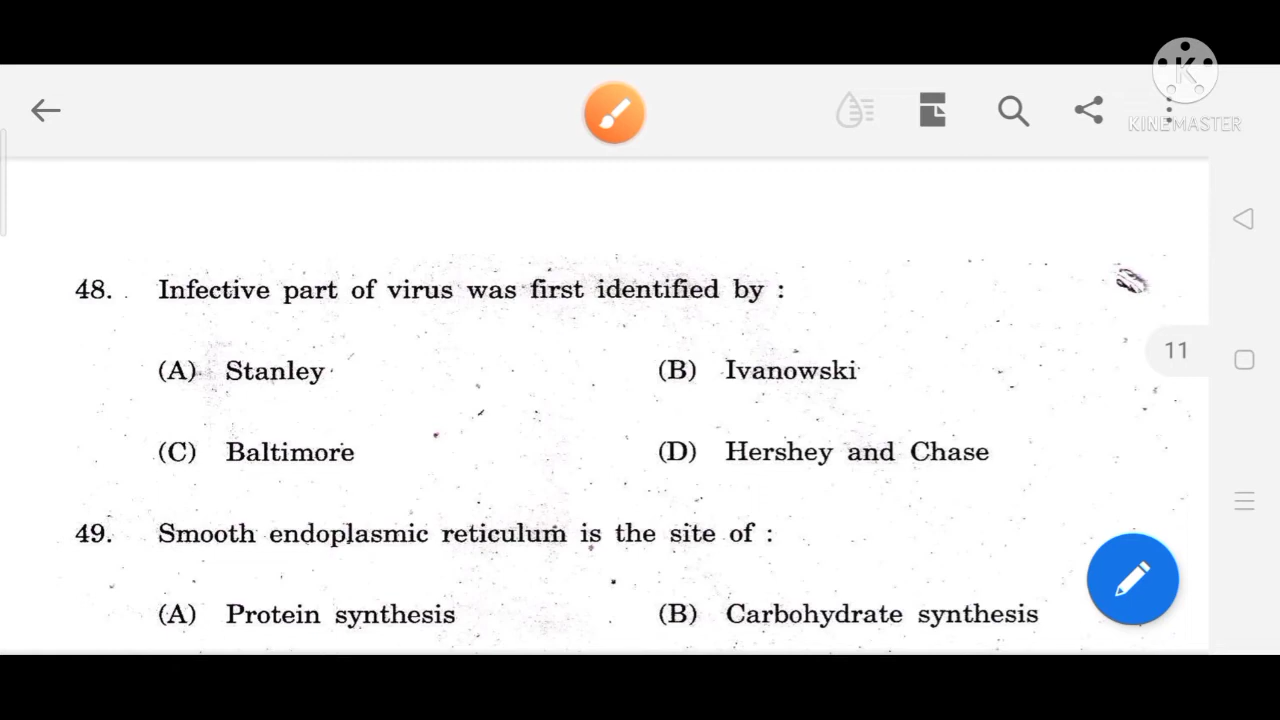 KINEMASTER
48. Infective part of virus was first identified by :
(A) Stanley (B) Ivanowski
11
(C) Baltimore (D) Hershey and Chase
49. Smooth endoplasmic reticulum is the site of :
(A) Protein synthesis (B) Carbohydrate synthesis